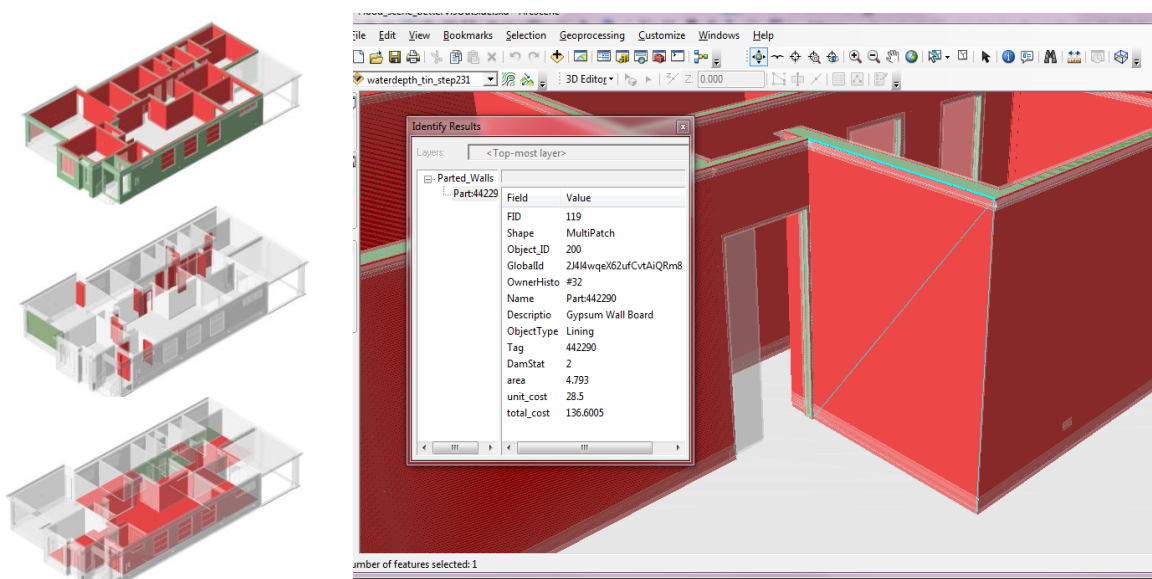 File Edit View Bookmarks Selection Geoprocessing Customize Windows Help
waterdepth_tin_step231 3D Editor Z: 0.000
Identify Results
Layers: <Top-most layer>
Parted_Walls
Part:44229
Field Value
FID 119
Shape MultiPatch
Object_ID 200
GlobalId 2J4I4wqeX62ufCvtAiQRm8
OwnerHisto #32
Name Part:442290
Descriptio Gypsum Wall Board
ObjectType Lining
Tag 442290
DamStat 2
area 4.793
unit_cost 28.5
total_cost 136.6005
umber of features selected: 1